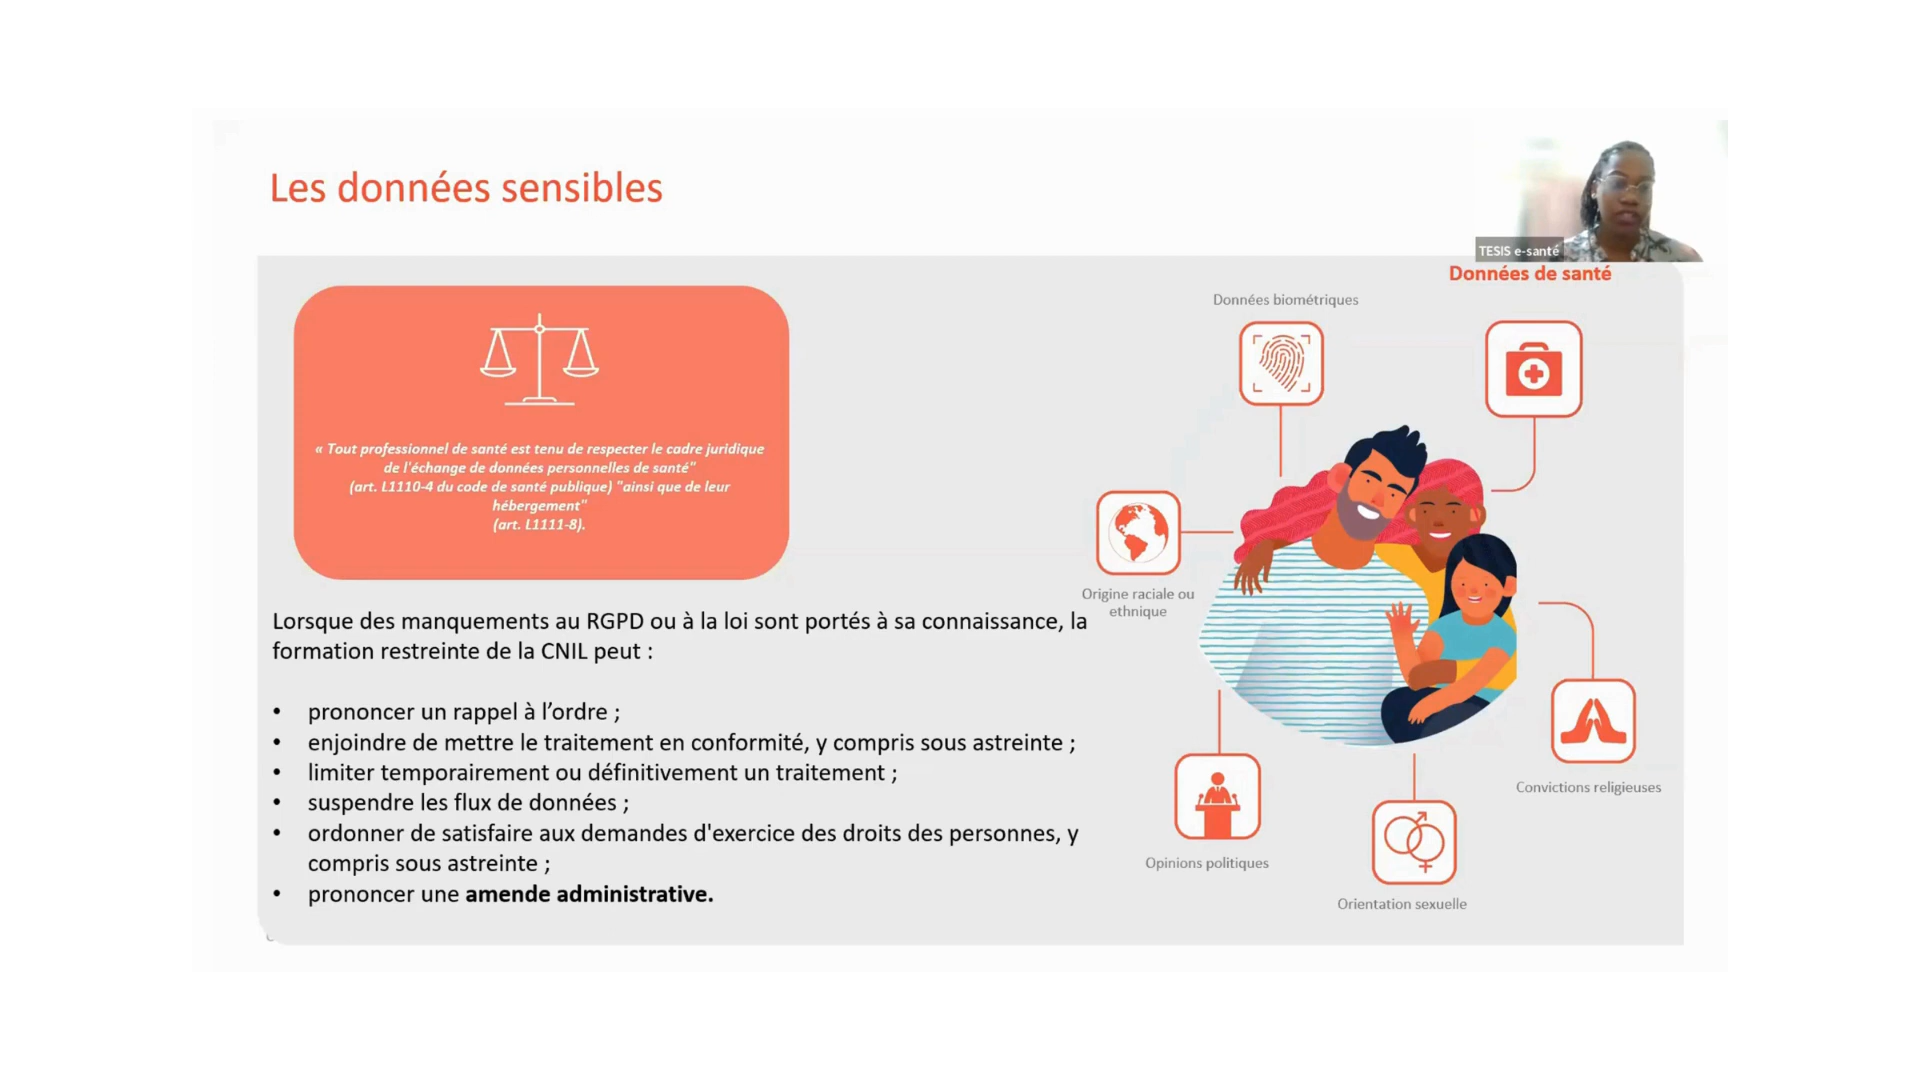 Les données sensibles
TESIS e-santé
Données de santé
Données biométriques
« Tout professionnel de santé est tenu de respecter le cadre juridique
de l'échange de données personnelles de santé"
(art. L1110-4 du code de santé publique) "ainsi que de leur
hébergement"
(art. L1111-8).
Origine raciale ou
ethnique
Lorsque des manquements au RGPD ou à la loi sont portés à sa connaissance, la
formation restreinte de la CNIL peut :
• prononcer un rappel à l’ordre ;
• enjoindre de mettre le traitement en conformité, y compris sous astreinte ;
• limiter temporairement ou définitivement un traitement ;
• suspendre les flux de données ;
• ordonner de satisfaire aux demandes d'exercice des droits des personnes, y
compris sous astreinte ;
• prononcer une amende administrative.
Convictions religieuses
Opinions politiques
Orientation sexuelle